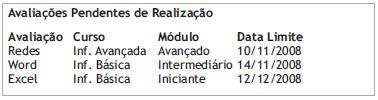 Avaliações Pendentes de Realização
Avaliação Curso Módulo Data Limite
Redes Inf. Avançada Avançado 10/11/2008
Word Inf. Básica Intermediário 14/11/2008
Excel Inf. Básica Iniciante 12/12/2008